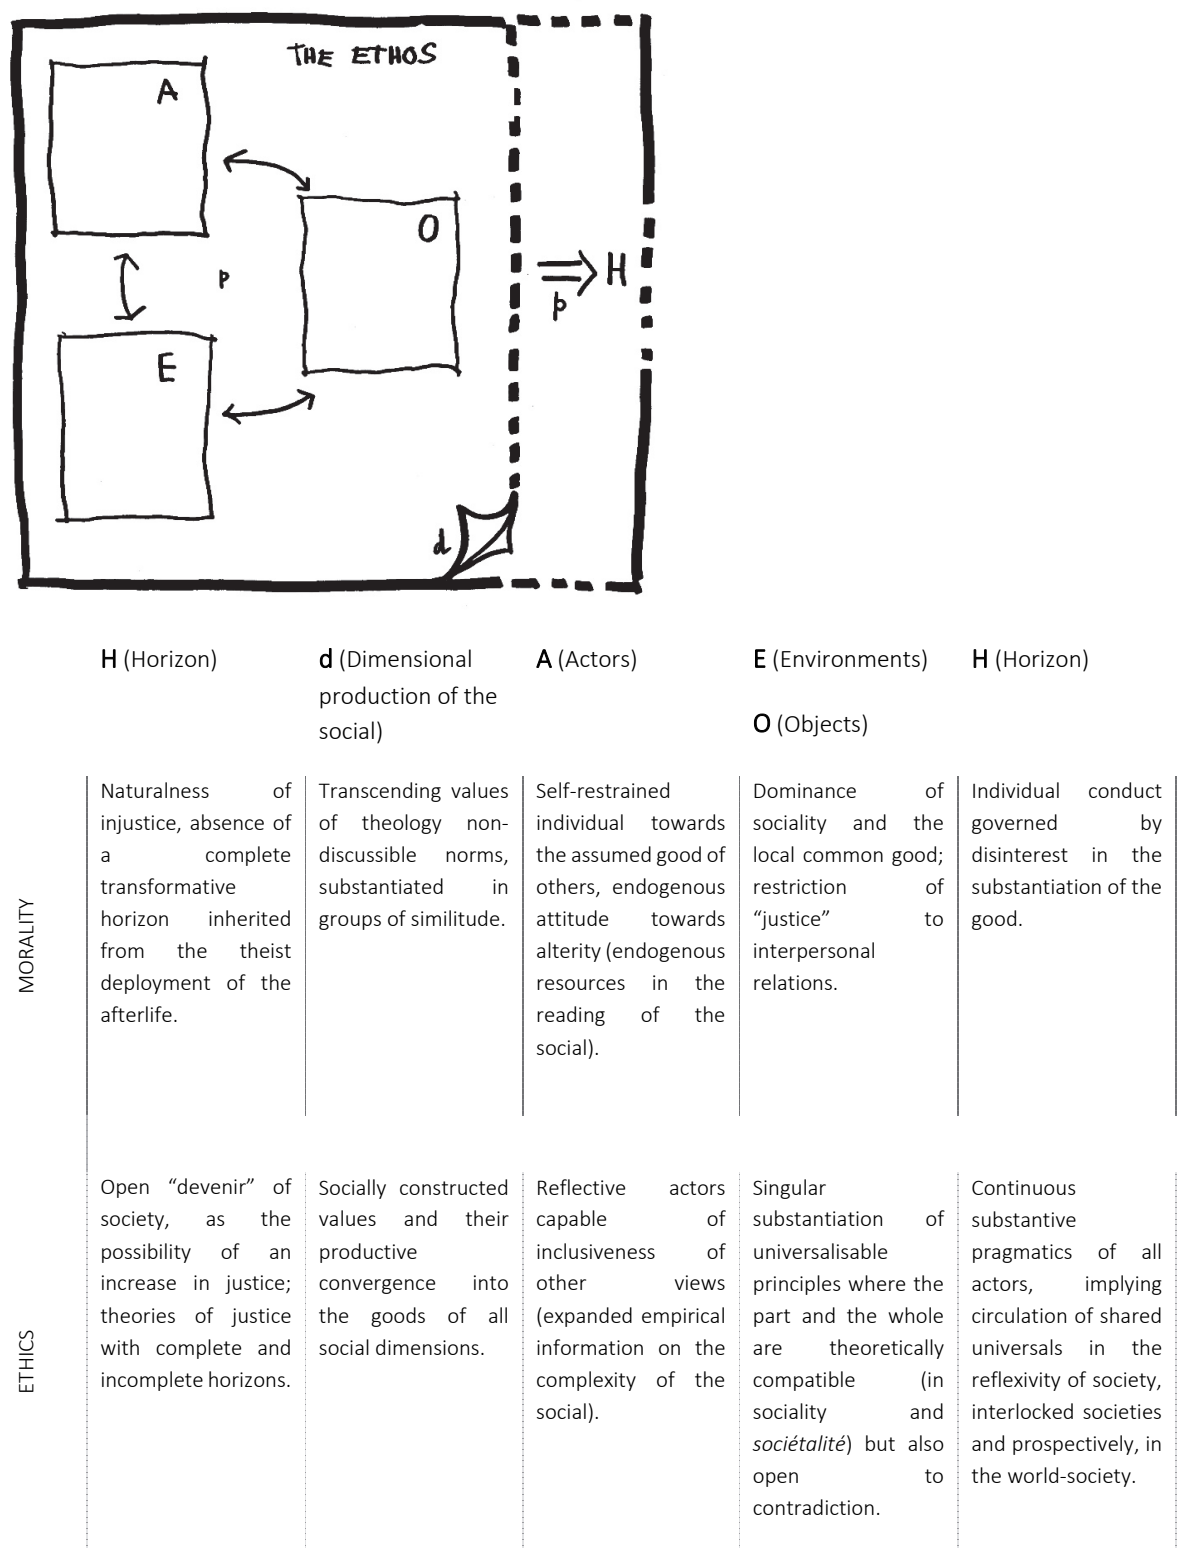 THE ETHOS
A
O
p
H
p
E
d
H (Horizon)
d (Dimensional
production of the
social)
A (Actors)
E (Environments)
O (Objects)
H (Horizon)
MORALITY
Naturalness of
injustice, absence of
a complete
transformative
horizon inherited
from the theist
deployment of the
afterlife.
Transcending values
of theology non-
discussible norms,
substantiated in
groups of similitude.
Self-restrained
individual towards
the assumed good of
others, endogenous
attitude towards
alterity (endogenous
resources in the
reading of the
social).
Dominance of
sociality and the
local common good;
restriction of
“justice” to
interpersonal
relations.
Individual conduct
governed by
disinterest in the
substantiation of the
good.
ETHICS
Open “devenir” of
society, as the
possibility of an
increase in justice;
theories of justice
with complete and
incomplete horizons.
Socially constructed
values and their
productive
convergence into
the goods of all
social dimensions.
Reflective actors
capable of
inclusiveness of
other views
(expanded empirical
information on the
complexity of the
social).
Singular
substantiation of
universalisable
principles where the
part and the whole
are theoretically
compatible (in
sociality and
sociétalité) but also
open to
contradiction.
Continuous
substantive
pragmatics of all
actors, implying
circulation of shared
universals in the
reflexivity of society,
interlocked societies
and prospectively, in
the world-society.